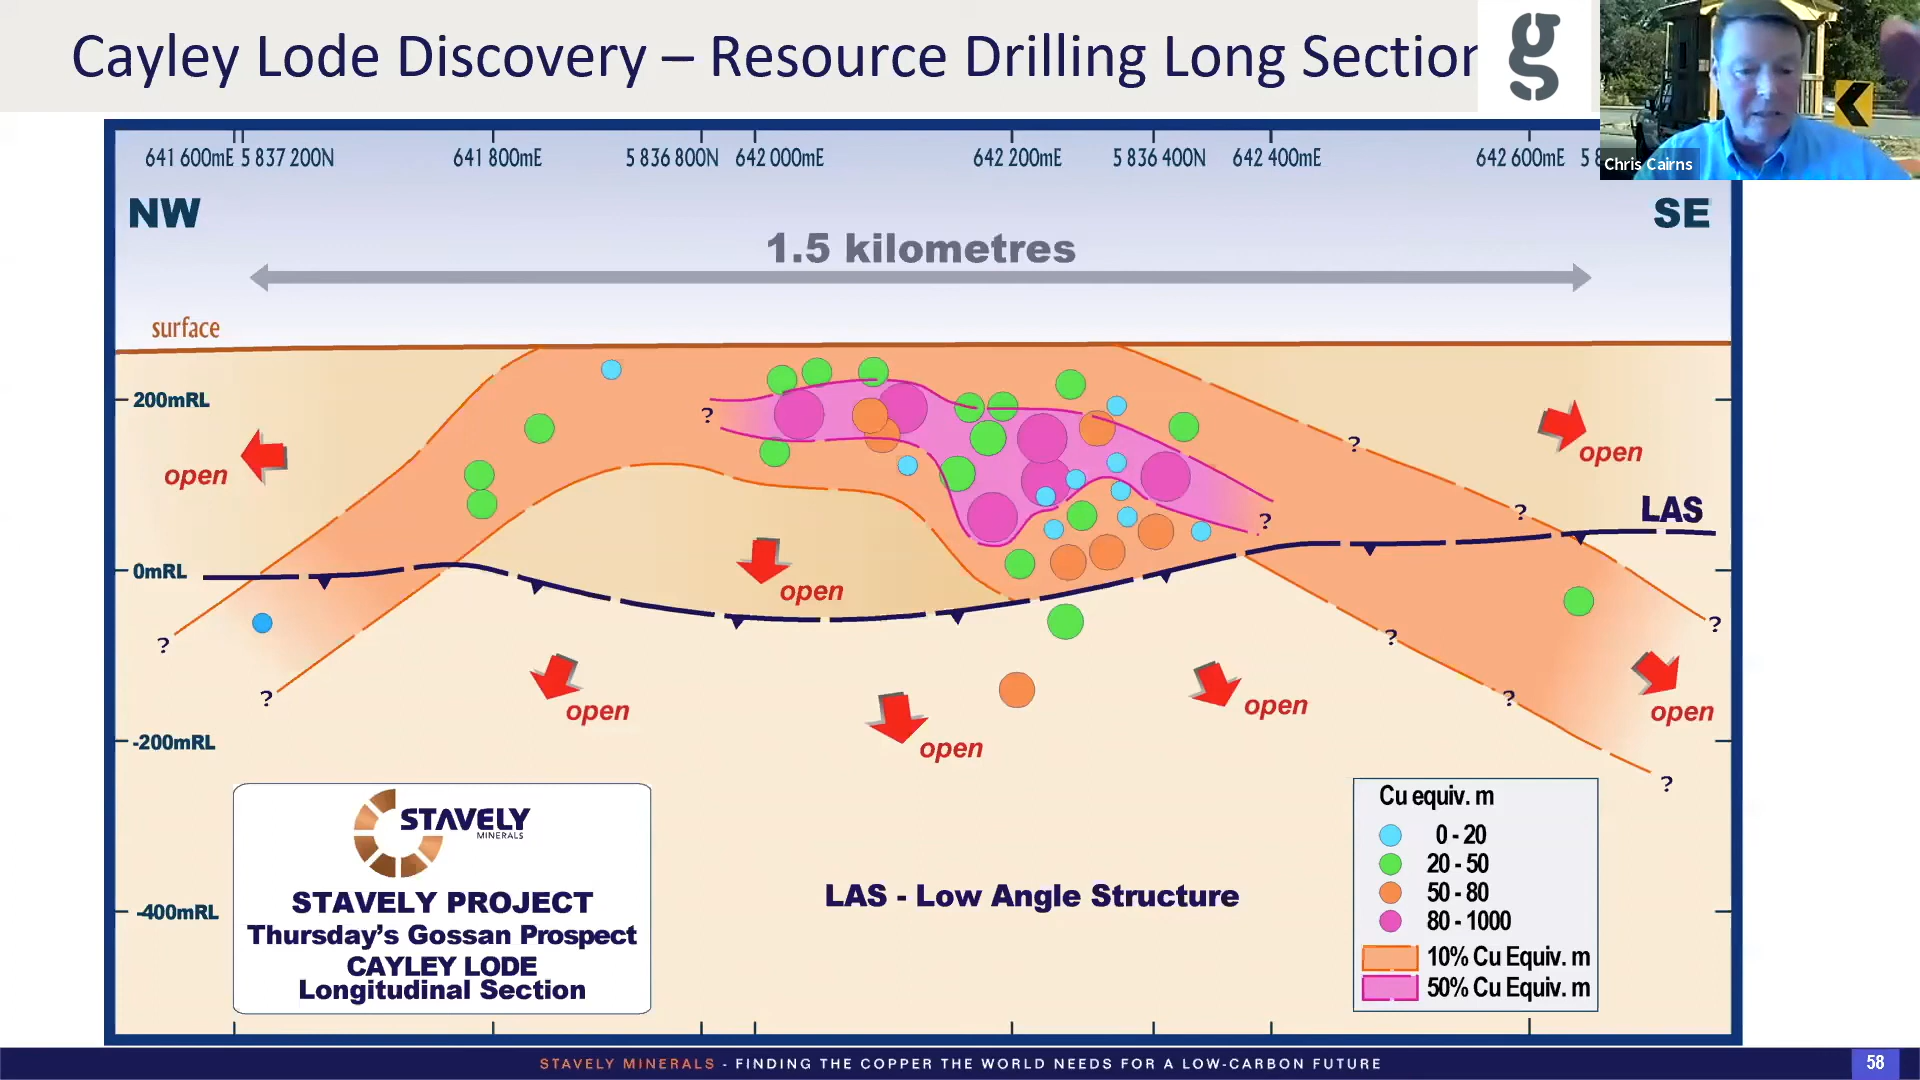 Cayley Lode Discovery – Resource Drilling Long Section
g
Chris Cairns
641 600mE 5 837 200N 641 800mE 5 836 800N 642 000mE 642 200mE 5 836 400N 642 400mE 642 600mE 5 8
NW SE
1.5 kilometres
surface
200mRL
?
?
open
open
?
LAS
?
0mRL
open
?
?
?
?
?
open
open
open
open
-200mRL
open
?
-400mRL
STAVELY
MINERALS
STAVELY PROJECT
Thursday's Gossan Prospect
CAYLEY LODE
Longitudinal Section
LAS - Low Angle Structure
Cu equiv. m
0 - 20
20 - 50
50 - 80
80 - 1000
10% Cu Equiv. m
50% Cu Equiv. m
STAVELY MINERALS - FINDING THE COPPER THE WORLD NEEDS FOR A LOW-CARBON FUTURE
58